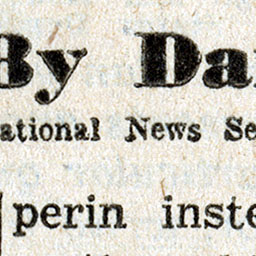 By Da
ational News Se
perin inste